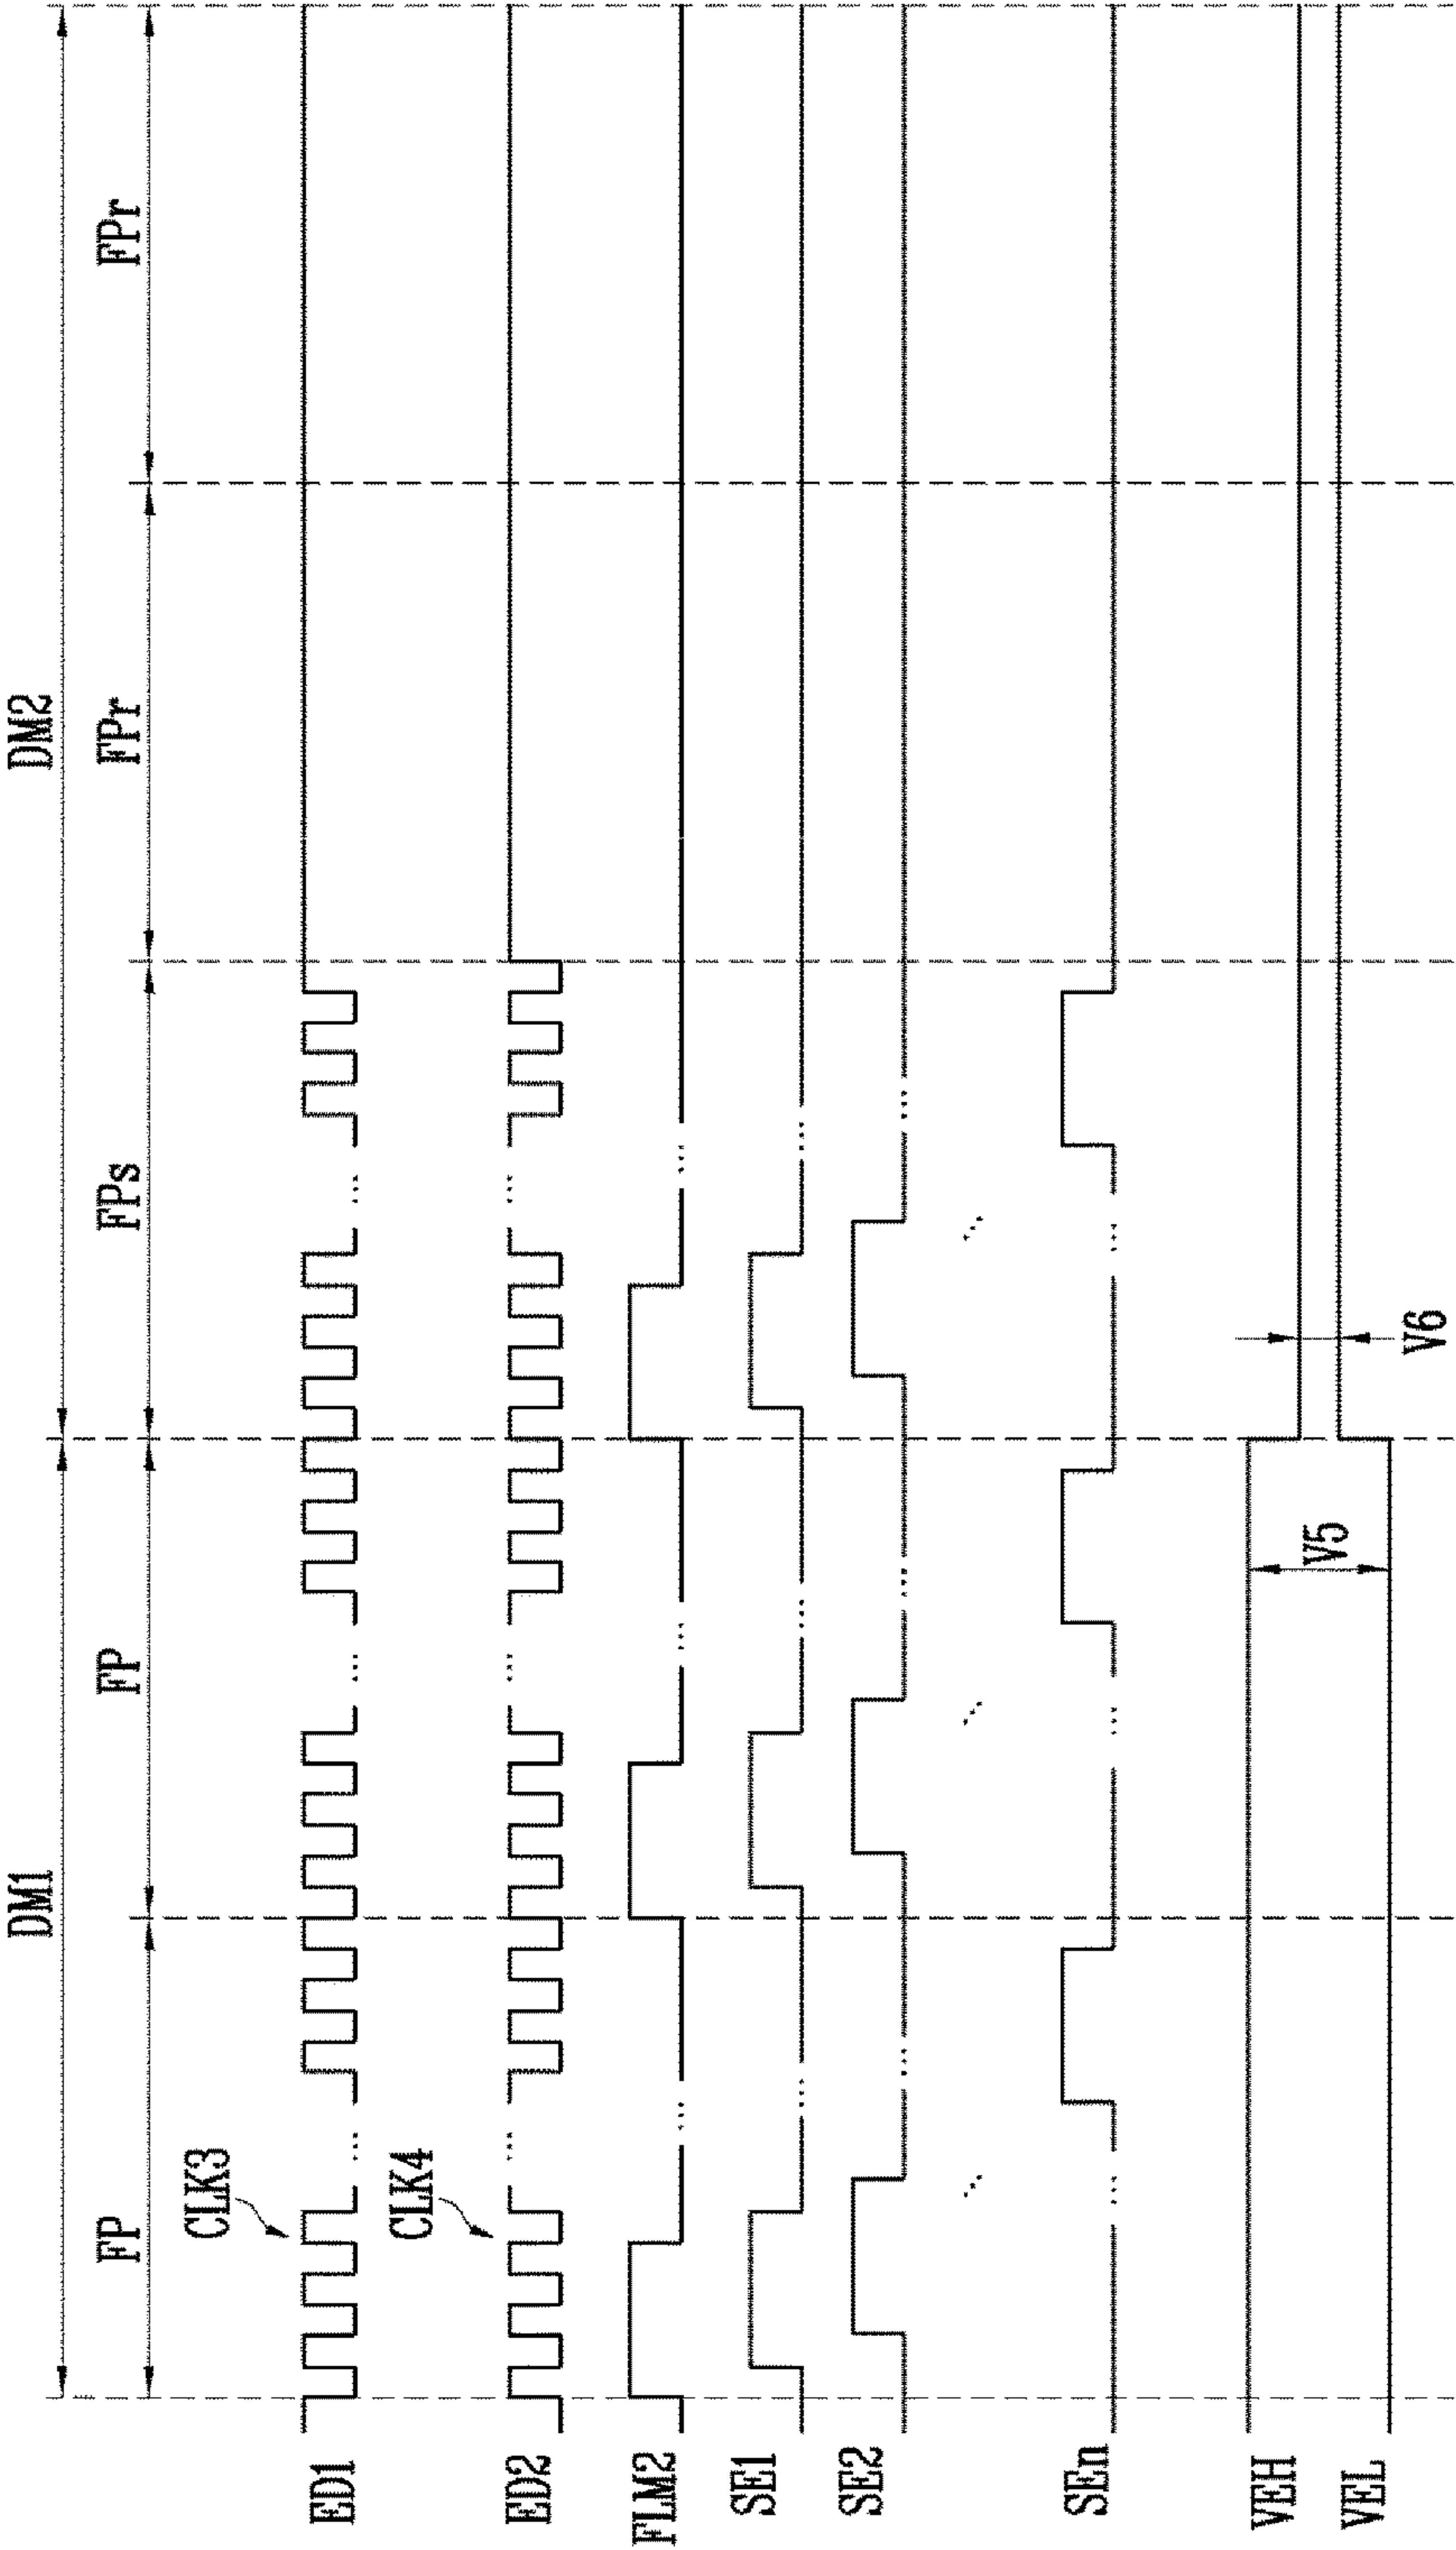 DM1 DM2
FP FP FPs FPr FPr
CLK3
ED1
CLK4
ED2
FLM2
SE1
SE2
SEn
VEH
V5 V6
VEL